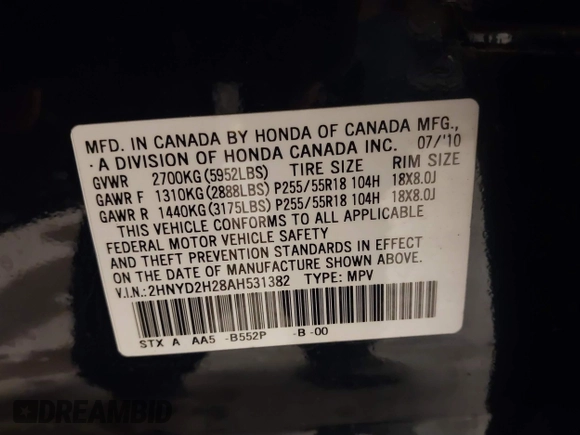 MFD. IN CANADA BY HONDA OF CANADA MFG.,
A DIVISION OF HONDA CANADA INC. 07/'10
GVWR 2700KG(5952LBS) TIRE SIZE RIM SIZE
GAWR F 1310KG(2888LBS) P255/55R18 104H 18X8.0J
GAWR R 1440KG(3175LBS) P255/55R18 104H 18X8.0J
THIS VEHICLE CONFORMS TO ALL APPLICABLE
FEDERAL MOTOR VEHICLE SAFETY
AND THEFT PREVENTION STANDARDS IN EFFECT
ON THE DATE OF MANUFACTURE SHOWN ABOVE.
V.I.N.:2HNYD2H28AH531382 TYPE: MPV
STX A AA5 -B552P -B -00
DREAMBID